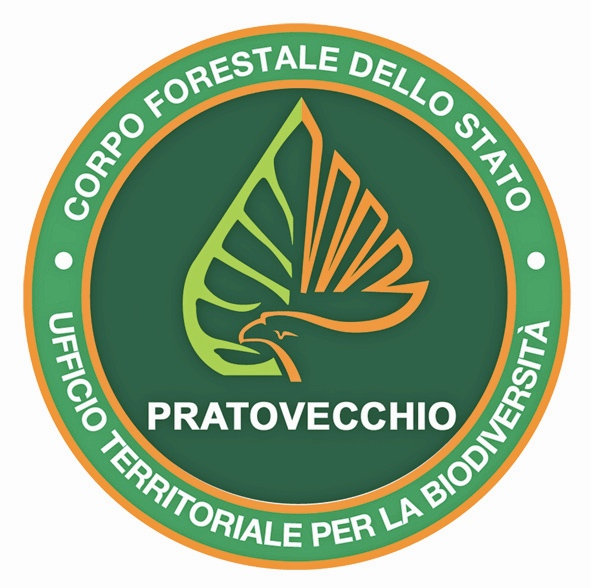 CORPO FORESTALE DELLO STATO
PRATOVECCHIO
UFFICIO TERRITORIALE PER LA BIODIVERSITÀ